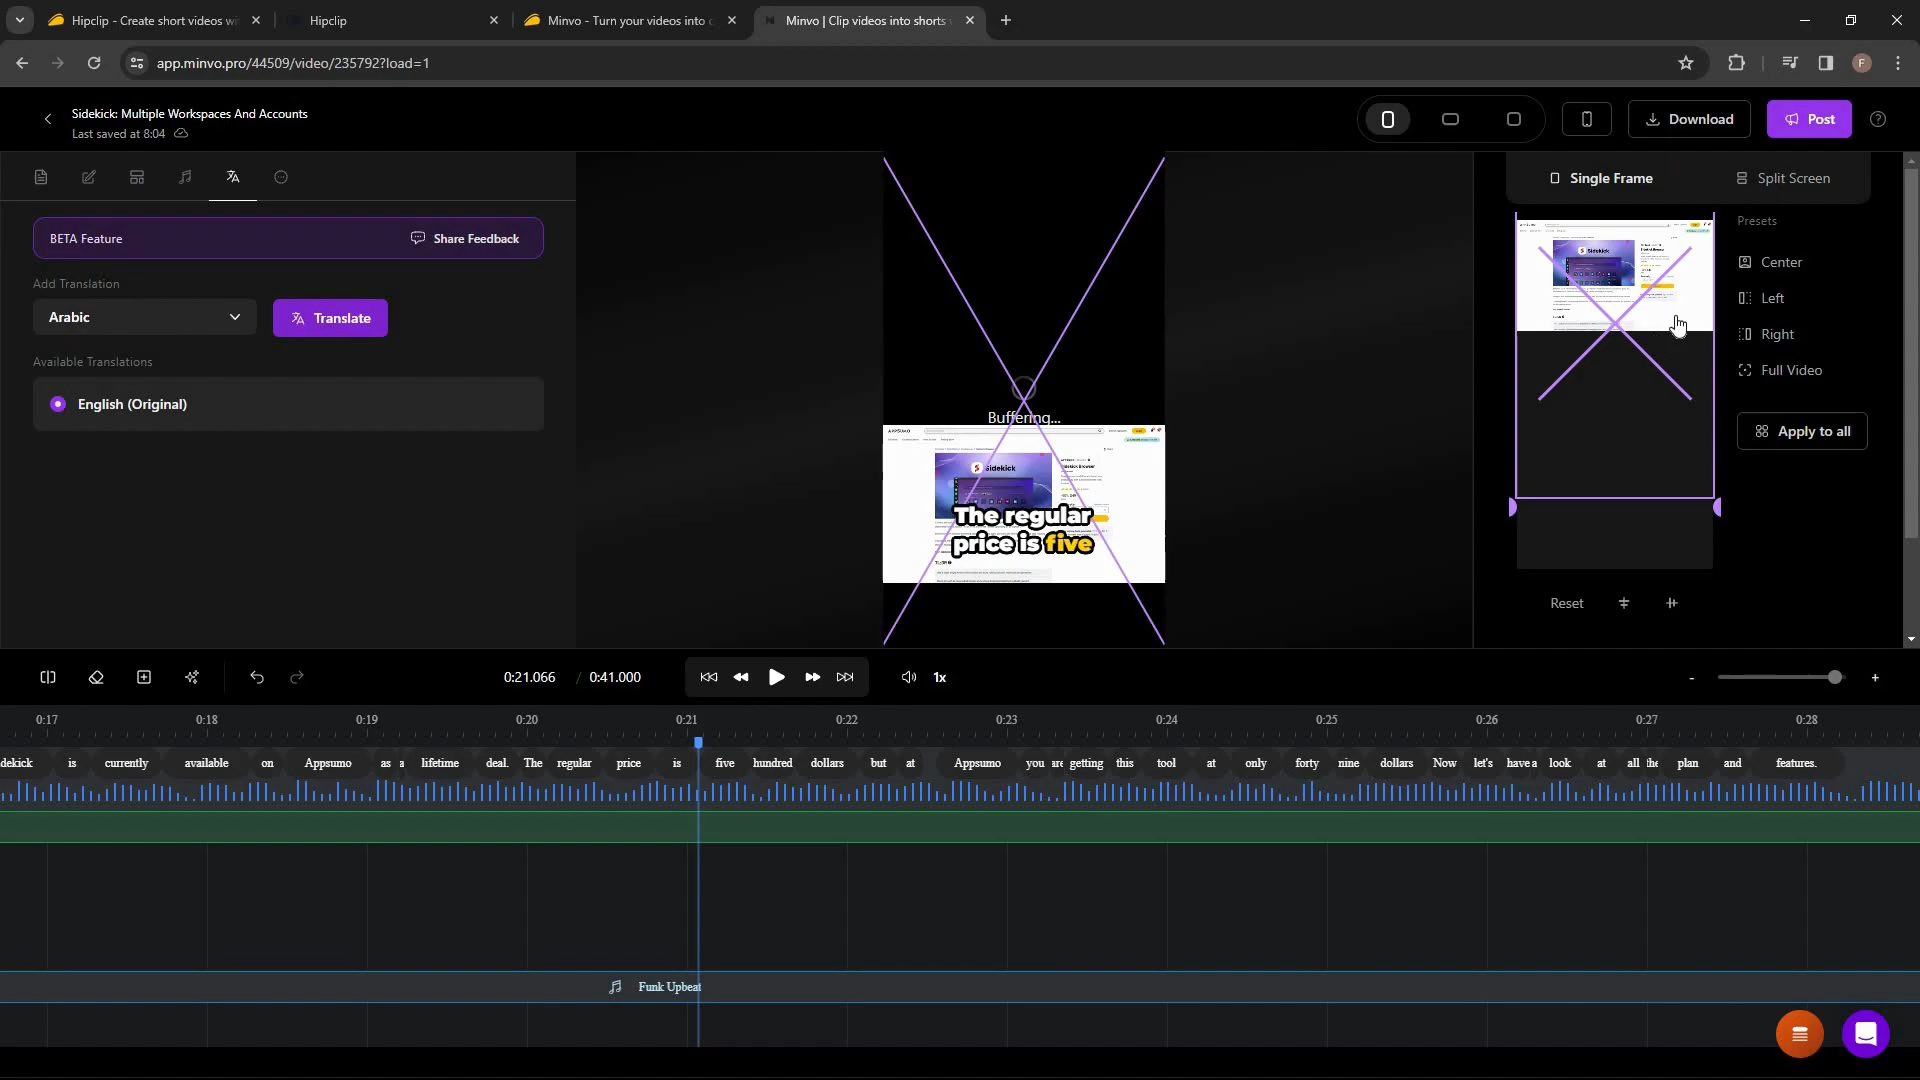 Hipclip - Create short videos wi
Hipclip
Minvo - Turn your videos into c
Minvo | Clip videos into shorts
app.minvo.pro/44509/video/235792?load=1
F
Sidekick: Multiple Workspaces And Accounts
Last saved at 8:04
Download
Post
BETA Feature
Share Feedback
Add Translation
Arabic
Translate
Available Translations
English (Original)
Buffering...
APPSUMO
Sidekick
Sidekick Browser
The regular
price is five
Single Frame
Split Screen
Sidekick
Presets
Center
Left
Right
Full Video
Apply to all
Reset
0:21.066 / 0:41.000
1x
- +
0:17 0:18 0:19 0:20 0:21 0:22 0:23 0:24 0:25 0:26 0:27 0:28
dekick is currently available on Appsumo as a lifetime deal. The regular price is five hundred dollars but at Appsumo you are getting this tool at only forty nine dollars Now let's have a look at all the plan and features.
Funk Upbeat